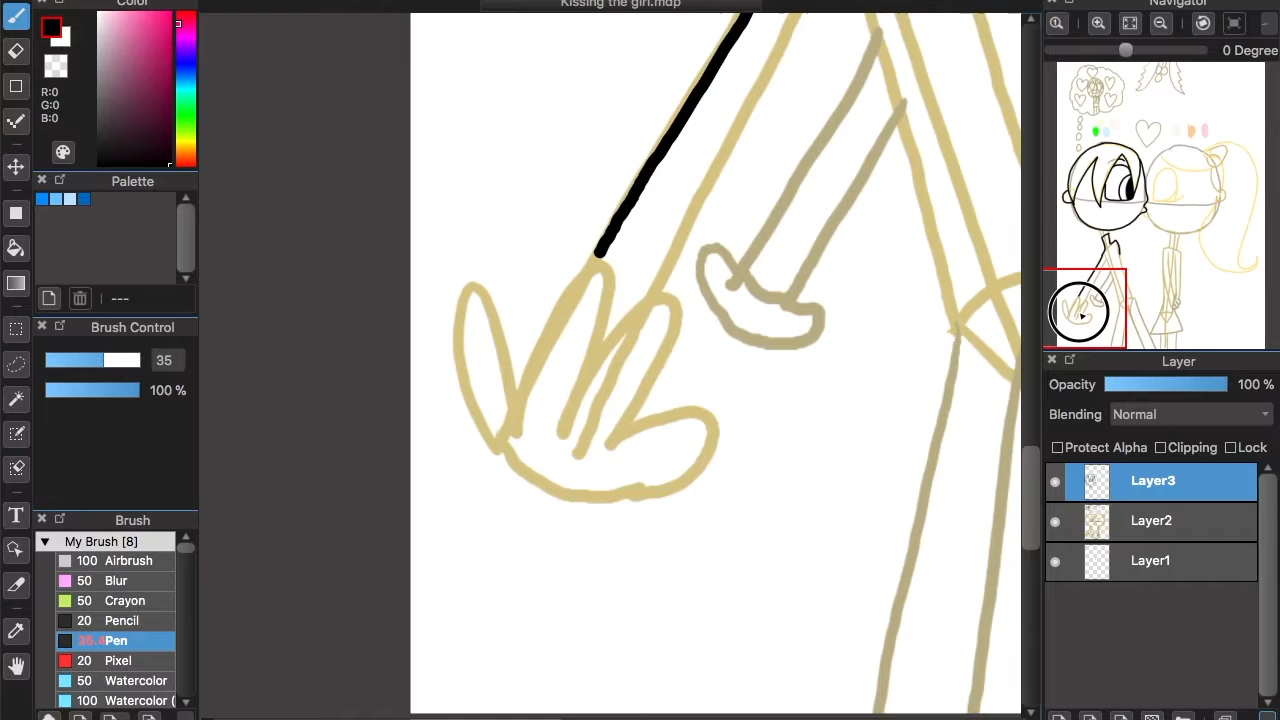 Color
Kissing the girl.mdp
Navigator
R:0
G:0
B:0
0 Degree
Palette
---
Brush Control
35
100 %
Layer
Opacity 100 %
Blending Normal
Protect Alpha Clipping Lock
Layer3
Layer2
Layer1
Brush
My Brush [8]
100 Airbrush
50 Blur
50 Crayon
20 Pencil
Pen
20 Pixel
50 Watercolor
100 Watercolor (
T